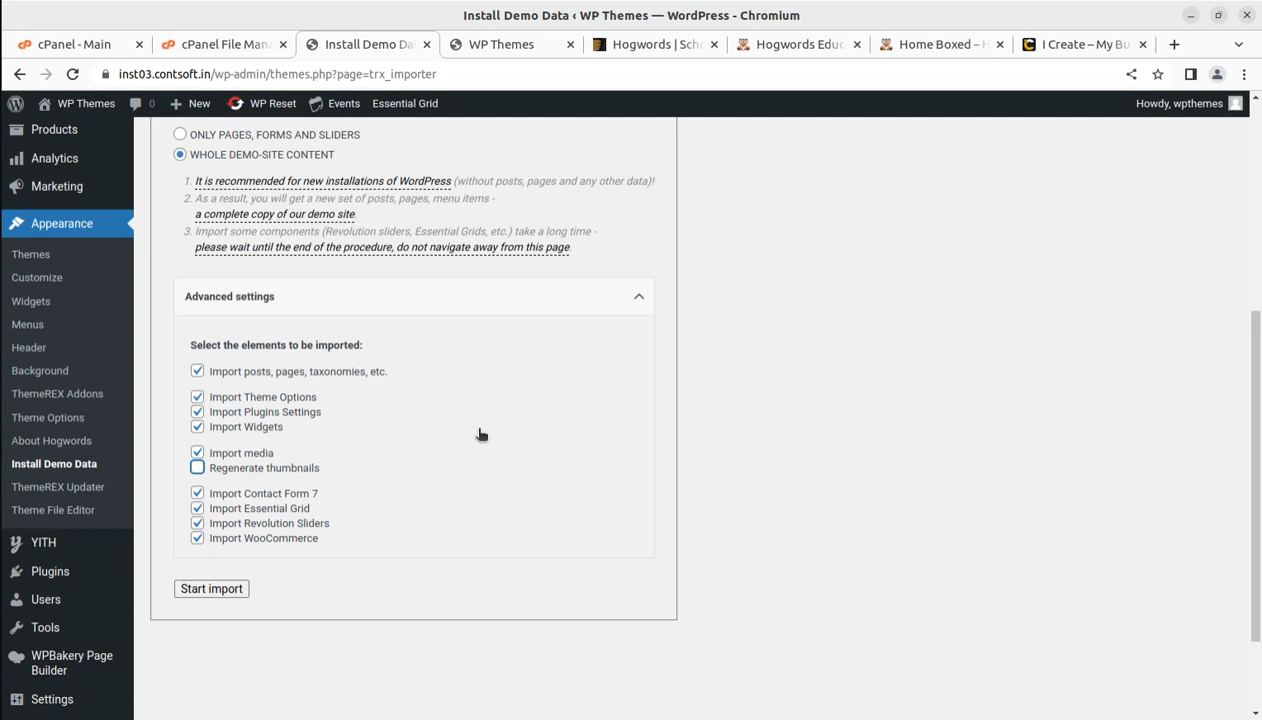 Install Demo Data ‹ WP Themes — WordPress - Chromium
cPanel - Main
cPanel File Man
Install Demo Da
WP Themes
Hogwords | Sch
Hogwords Educ
Home Boxed – H
I Create – My Bu
inst03.contsoft.in/wp-admin/themes.php?page=trx_importer
WP Themes
0
New
WP Reset
Events
Essential Grid
Howdy, wpthemes
Products
Analytics
Marketing
Appearance
Themes
Customize
Widgets
Menus
Header
Background
ThemeREX Addons
Theme Options
About Hogwords
Install Demo Data
ThemeREX Updater
Theme File Editor
YITH
Plugins
Users
Tools
WPBakery Page
Builder
Settings
ONLY PAGES, FORMS AND SLIDERS
WHOLE DEMO-SITE CONTENT
1. It is recommended for new installations of WordPress (without posts, pages and any other data)!
2. As a result, you will get a new set of posts, pages, menu items -
a complete copy of our demo site.
3. Import some components (Revolution sliders, Essential Grids, etc.) take a long time -
please wait until the end of the procedure, do not navigate away from this page.
Advanced settings
Select the elements to be imported:
Import posts, pages, taxonomies, etc.
Import Theme Options
Import Plugins Settings
Import Widgets
Import media
Regenerate thumbnails
Import Contact Form 7
Import Essential Grid
Import Revolution Sliders
Import WooCommerce
Start import